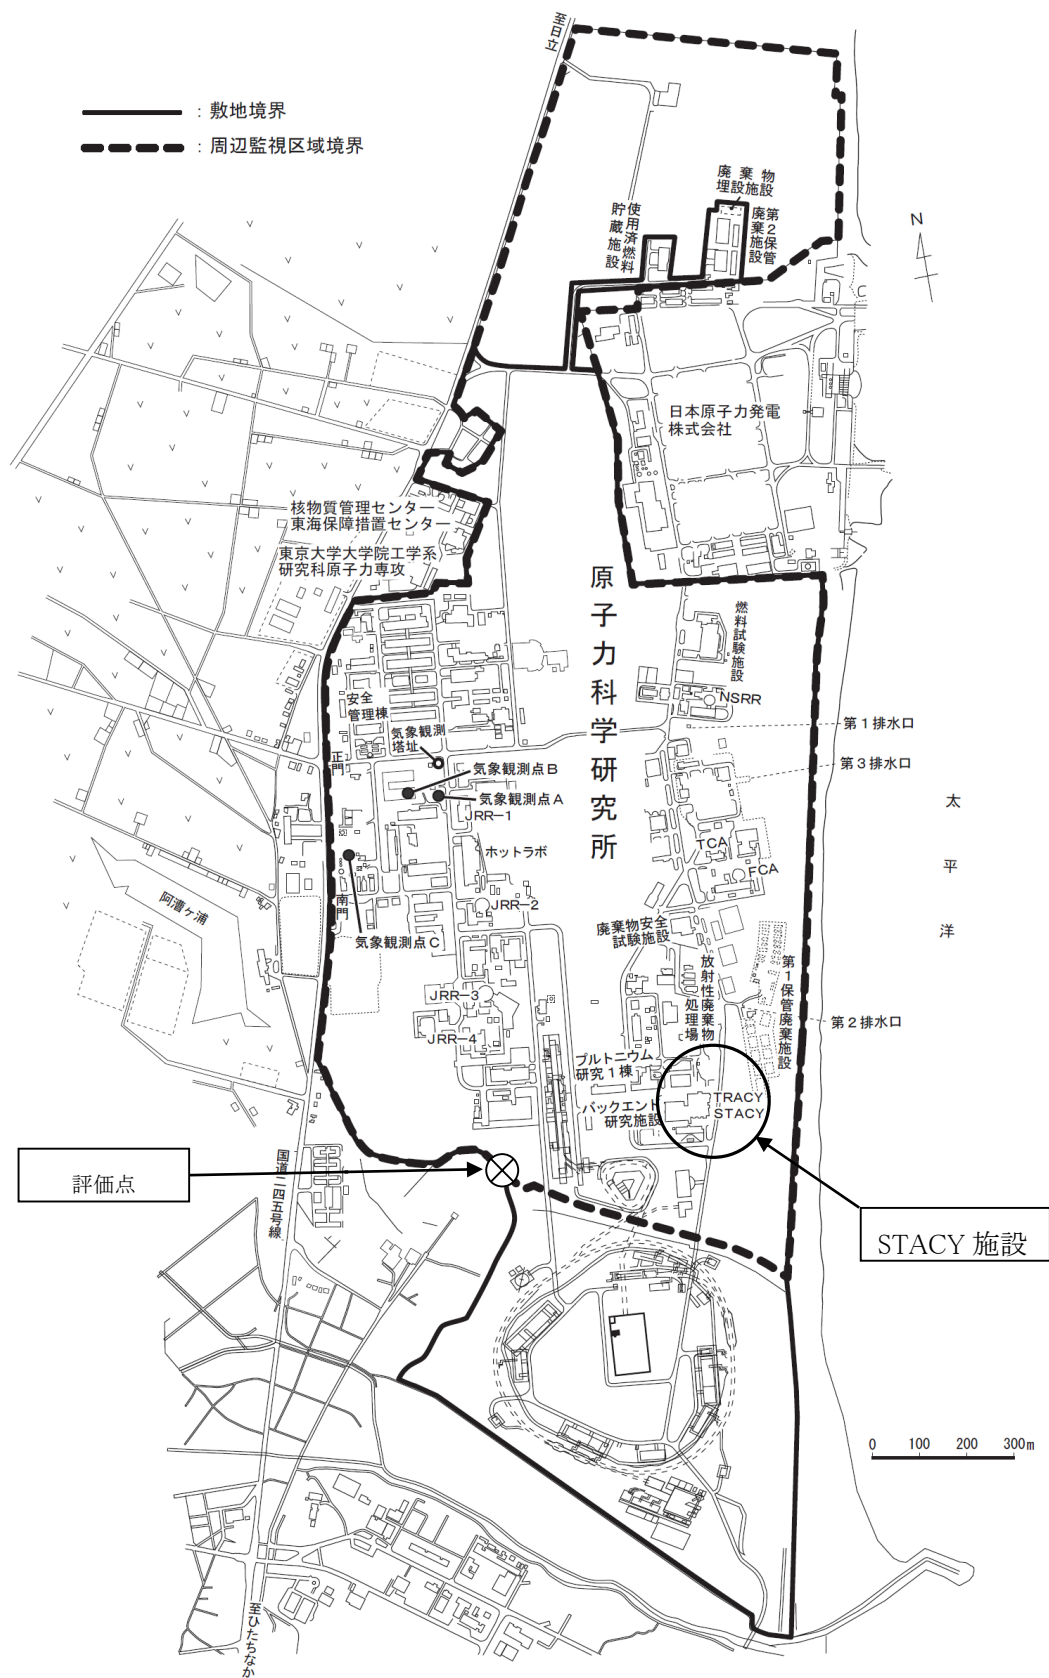 至日立
：敷地境界
：周辺監視区域境界
廃棄物
埋設施設
第2保管
廃棄施設
使用済燃料
貯蔵施設
N
日本原子力発電
株式会社
核物質管理センター
東海保障措置センター
東京大学大学院工学系
研究科原子力専攻
原子力科学研究所
燃料試験施設
NSRR
安全
管理棟
気象観測
塔址
第1排水口
正門
気象観測点B
第3排水口
気象観測点A
JRR-1
太平洋
TCA
ホットラボ
FCA
阿漕ヶ浦
南門
JRR-2
廃棄物安全
試験施設
気象観測点C
放射性廃棄物
処理場
第1保管廃棄施設
JRR-3
第2排水口
JRR-4
プルトニウム
研究1棟
バックエンド
研究施設
TRACY
STACY
評価点
国道二四五号線
STACY 施設
0 100 200 300m
至ひたちなか